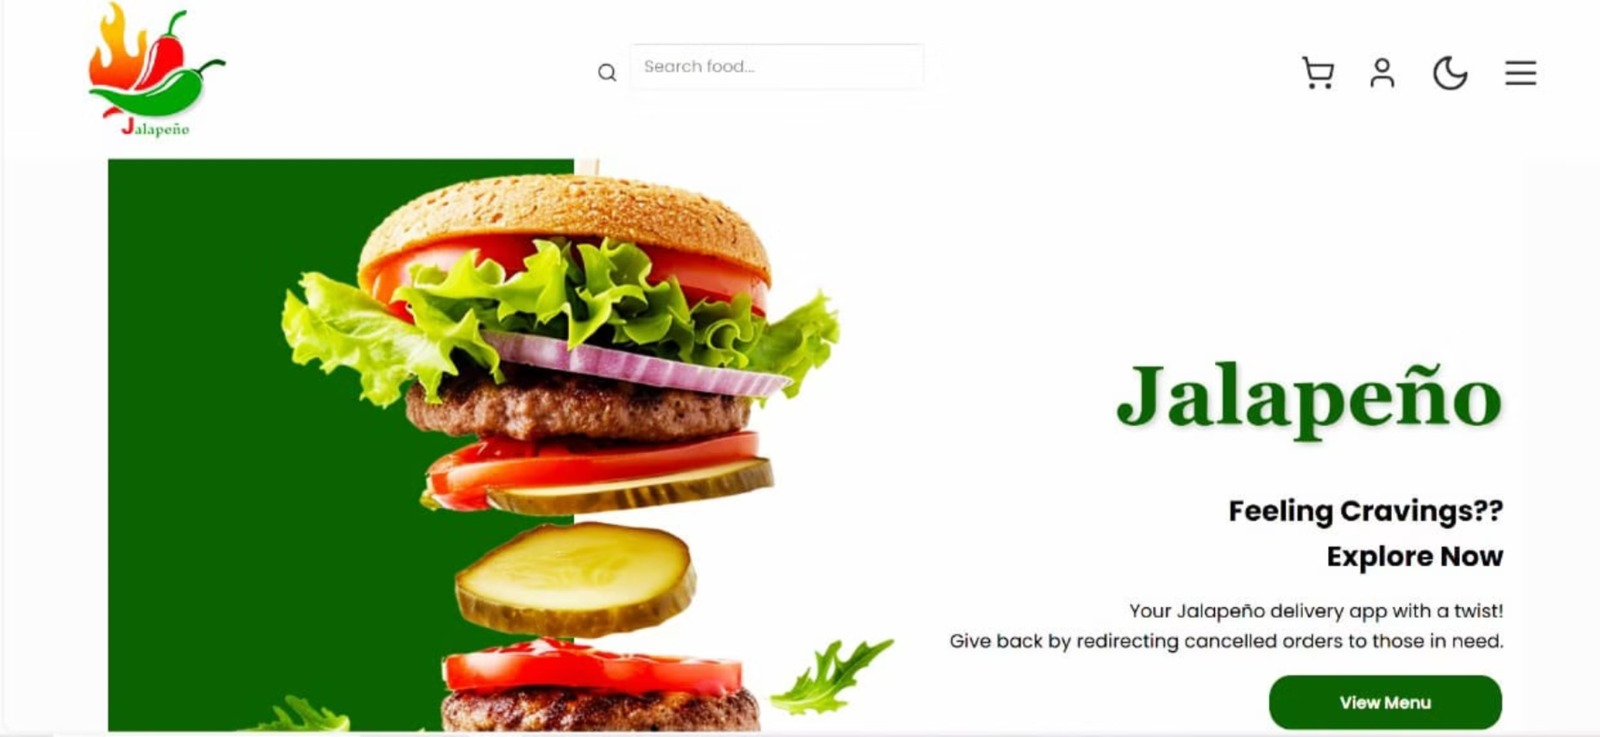 Jalapeño
Search food...
Jalapeño
Feeling Cravings??
Explore Now
Your Jalapeño delivery app with a twist!
Give back by redirecting cancelled orders to those in need.
View Menu